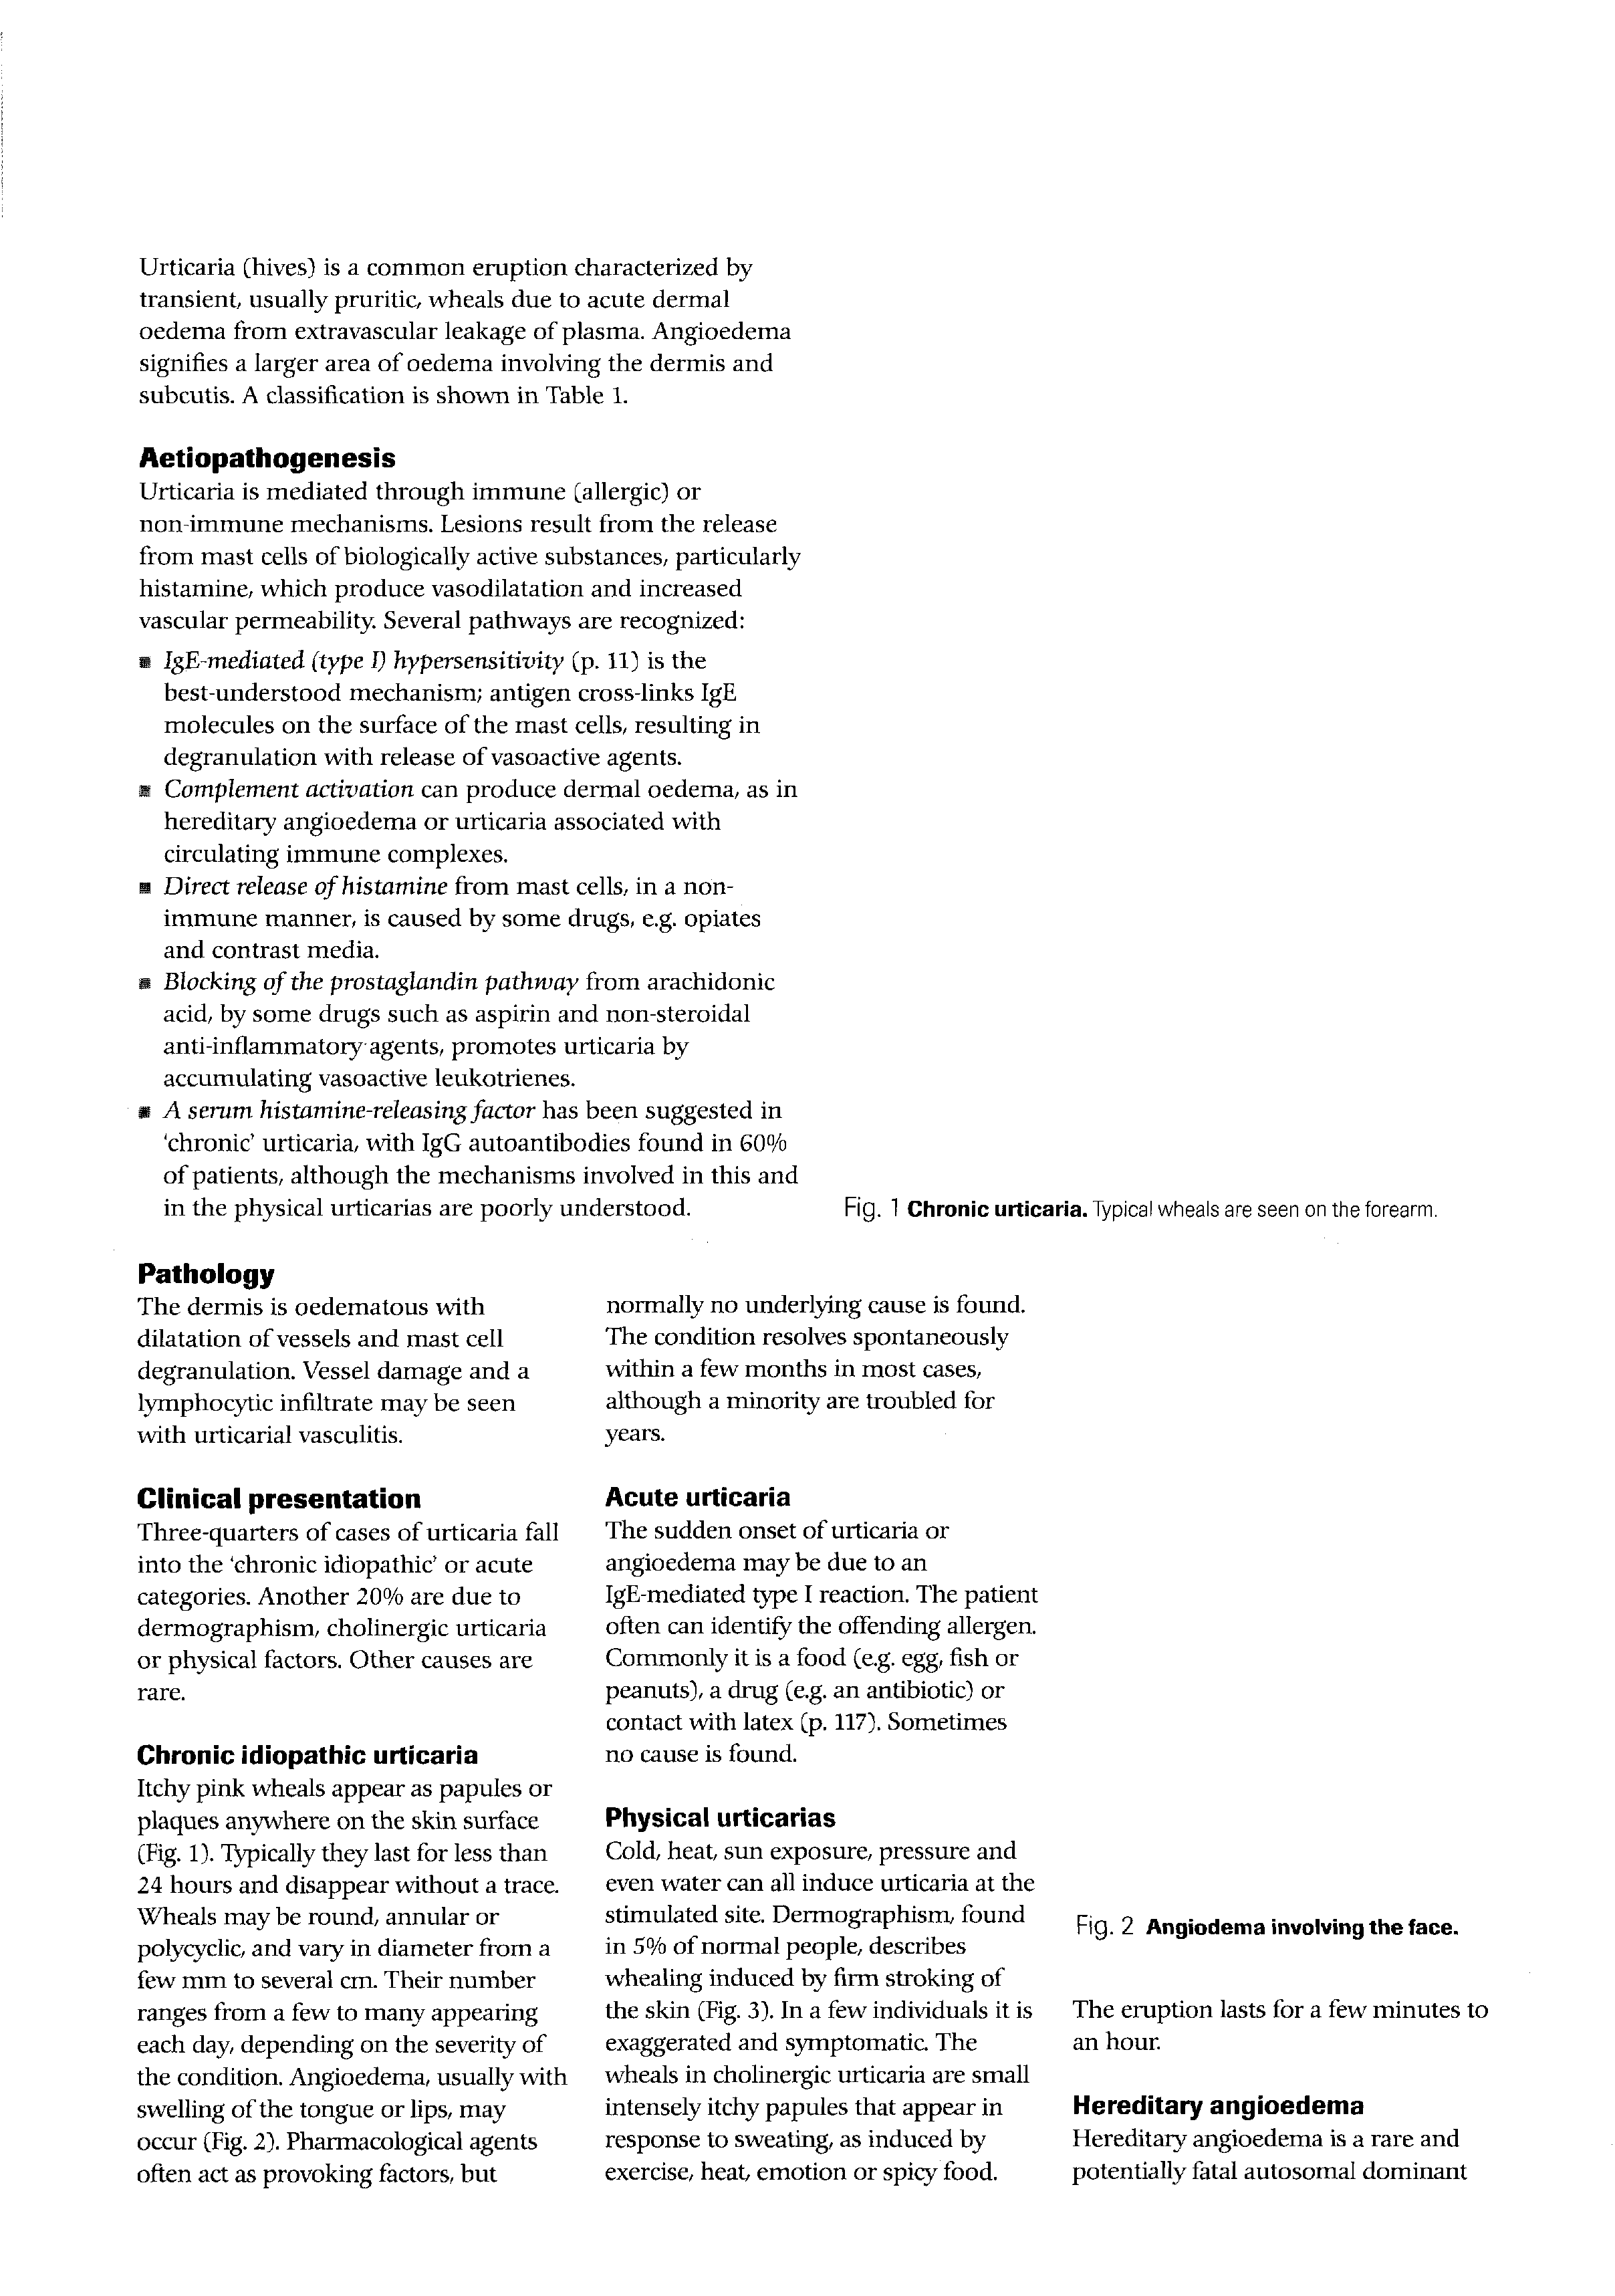 Urticaria (hives) is a common eruption characterized by
transient, usually pruritic, wheals due to acute dermal
oedema from extravascular leakage of plasma. Angioedema
signifies a larger area of oedema involving the dermis and
subcutis. A classification is shown in Table 1.
Aetiopathogenesis
Urticaria is mediated through immune (allergic) or
non-immune mechanisms. Lesions result from the release
from mast cells of biologically active substances, particularly
histamine, which produce vasodilatation and increased
vascular permeability. Several pathways are recognized:
■ IgE-mediated (type I) hypersensitivity (p. 11) is the
best-understood mechanism; antigen cross-links IgE
molecules on the surface of the mast cells, resulting in
degranulation with release of vasoactive agents.
■ Complement activation can produce dermal oedema, as in
hereditary angioedema or urticaria associated with
circulating immune complexes.
■ Direct release of histamine from mast cells, in a non-
immune manner, is caused by some drugs, e.g. opiates
and contrast media.
■ Blocking of the prostaglandin pathway from arachidonic
acid, by some drugs such as aspirin and non-steroidal
anti-inflammatory agents, promotes urticaria by
accumulating vasoactive leukotrienes.
■ A serum histamine-releasing factor has been suggested in
'chronic' urticaria, with IgG autoantibodies found in 60%
of patients, although the mechanisms involved in this and
in the physical urticarias are poorly understood.
Fig. 1 Chronic urticaria. Typical wheals are seen on the forearm.
Pathology
The dermis is oedematous with
dilatation of vessels and mast cell
degranulation. Vessel damage and a
lymphocytic infiltrate may be seen
with urticarial vasculitis.
Clinical presentation
Three-quarters of cases of urticaria fall
into the 'chronic idiopathic' or acute
categories. Another 20% are due to
dermographism, cholinergic urticaria
or physical factors. Other causes are
rare.
Chronic idiopathic urticaria
Itchy pink wheals appear as papules or
plaques anywhere on the skin surface
(Fig. 1). Typically they last for less than
24 hours and disappear without a trace.
Wheals may be round, annular or
polycyclic, and vary in diameter from a
few mm to several cm. Their number
ranges from a few to many appearing
each day, depending on the severity of
the condition. Angioedema, usually with
swelling of the tongue or lips, may
occur (Fig. 2). Pharmacological agents
often act as provoking factors, but
normally no underlying cause is found.
The condition resolves spontaneously
within a few months in most cases,
although a minority are troubled for
years.
Acute urticaria
The sudden onset of urticaria or
angioedema may be due to an
IgE-mediated type I reaction. The patient
often can identify the offending allergen.
Commonly it is a food (e.g. egg, fish or
peanuts), a drug (e.g. an antibiotic) or
contact with latex (p. 117). Sometimes
no cause is found.
Physical urticarias
Cold, heat, sun exposure, pressure and
even water can all induce urticaria at the
stimulated site. Dermographism, found
in 5% of normal people, describes
whealing induced by firm stroking of
the skin (Fig. 3). In a few individuals it is
exaggerated and symptomatic. The
wheals in cholinergic urticaria are small
intensely itchy papules that appear in
response to sweating, as induced by
exercise, heat, emotion or spicy food.
Fig. 2 Angiodema involving the face.
The eruption lasts for a few minutes to
an hour.
Hereditary angioedema
Hereditary angioedema is a rare and
potentially fatal autosomal dominant